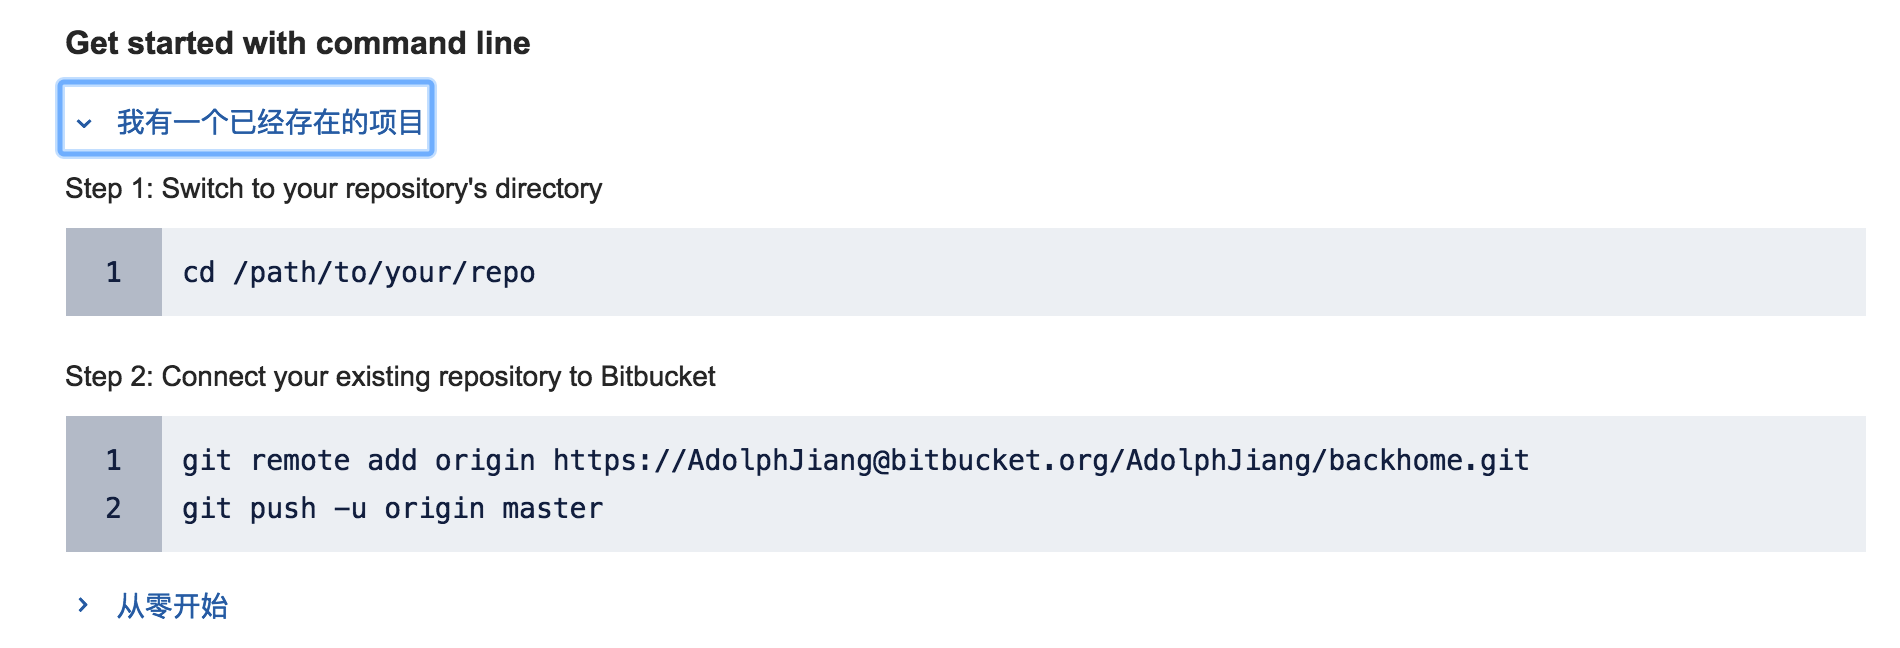 Get started with command line
我有一个已经存在的项目
Step 1: Switch to your repository's directory
1 cd /path/to/your/repo
Step 2: Connect your existing repository to Bitbucket
1 git remote add origin https://AdolphJiang@bitbucket.org/AdolphJiang/backhome.git
2 git push -u origin master
从零开始